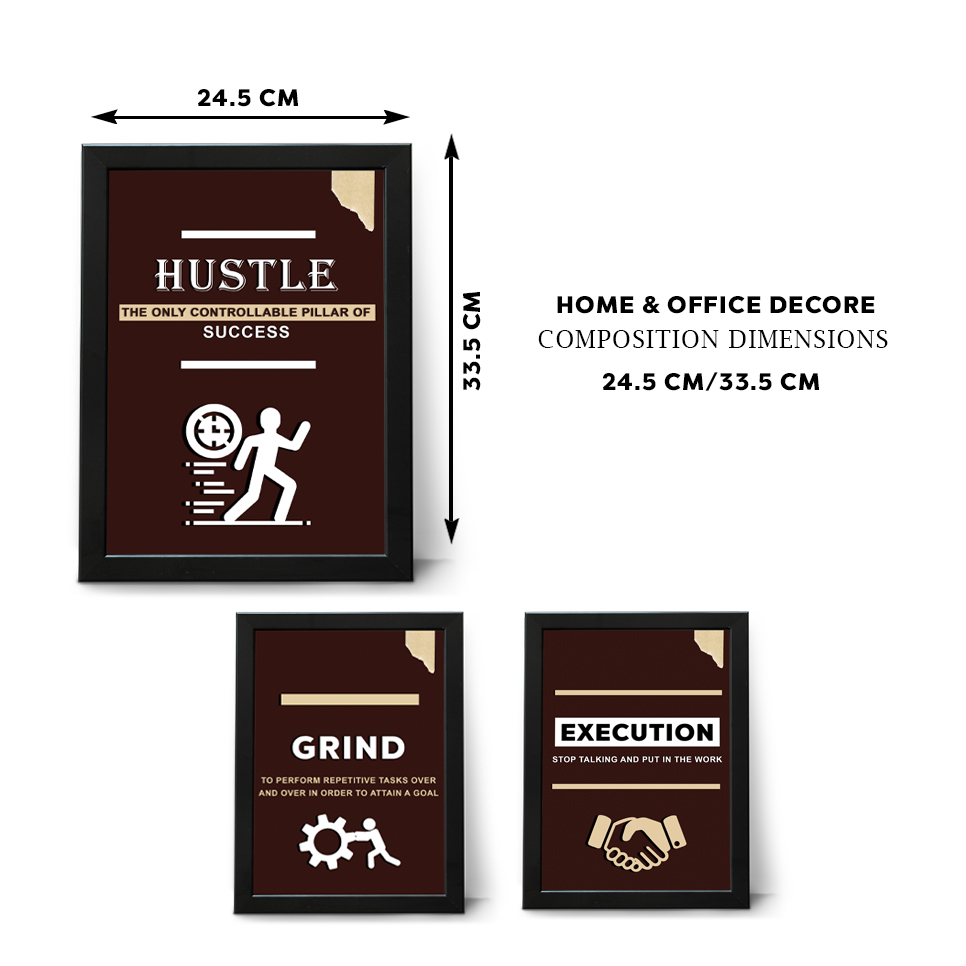 24.5 CM
HUSTLE
THE ONLY CONTROLLABLE PILLAR OF
SUCCESS
33.5 CM
HOME & OFFICE DECORE
COMPOSITION DIMENSIONS
24.5 CM/33.5 CM
GRIND
TO PERFORM REPETITIVE TASKS OVER
AND OVER IN ORDER TO ATTAIN A GOAL
EXECUTION
STOP TALKING AND PUT IN THE WORK